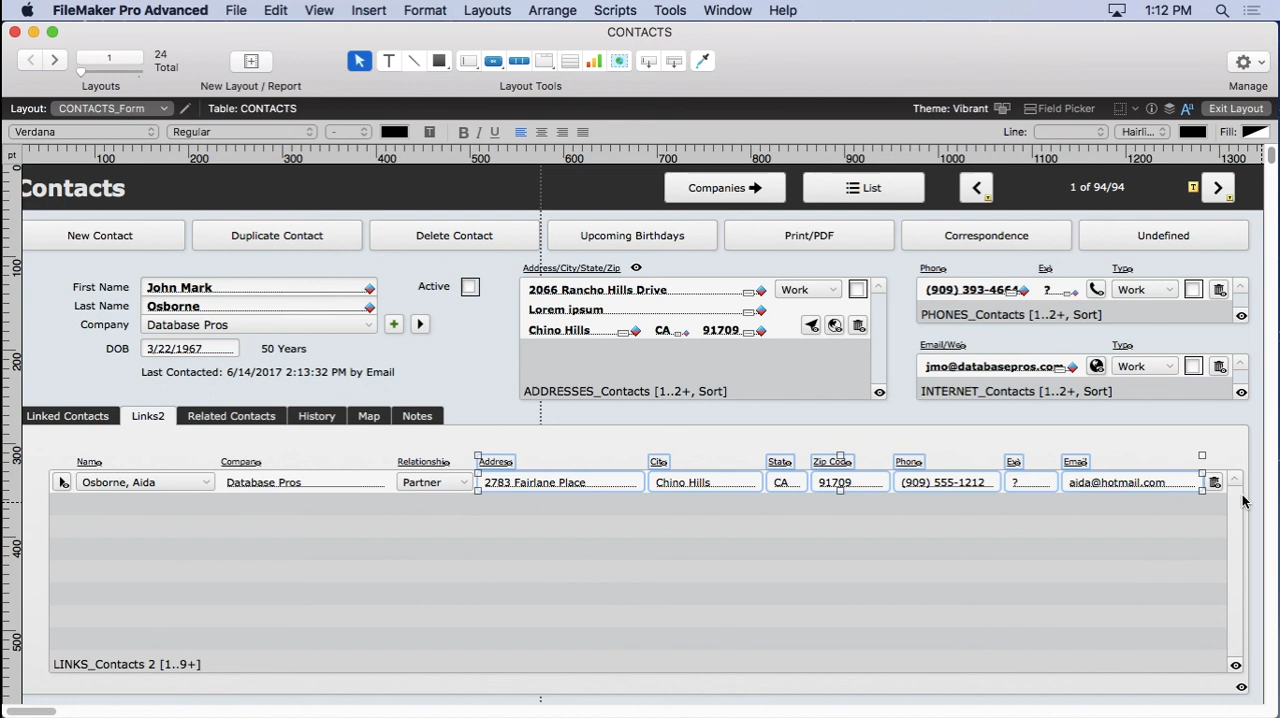 FileMaker Pro Advanced File Edit View Insert Format Layouts Arrange Scripts Tools Window Help 1:12 PM
CONTACTS
1 24 Total
Layouts New Layout / Report Layout Tools Manage
Layout: CONTACTS_Form Table: CONTACTS Theme: Vibrant Field Picker Exit Layout
Verdana Regular - B I U Line: Hairli... Fill:
pt 100 200 300 400 500 600 700 800 900 1000 1100 1200 1300
0
100
200
300
400
500
Contacts Companies List 1 of 94/94
New Contact Duplicate Contact Delete Contact Upcoming Birthdays Print/PDF Correspondence Undefined
Address/City/State/Zip Phone Ext Type
First Name John Mark Active 2066 Rancho Hills Drive Work (909) 393-4664 ? Work
Last Name Osborne Lorem ipsum PHONES_Contacts [1..2+, Sort]
Company Database Pros Chino Hills CA 91709
DOB 3/22/1967 50 Years Email/Web Type
Last Contacted: 6/14/2017 2:13:32 PM by Email jmo@databasepros.com Work
ADDRESSES_Contacts [1..2+, Sort] INTERNET_Contacts [1..2+, Sort]
Linked Contacts Links2 Related Contacts History Map Notes
Name Company Relationship Address City State Zip Code Phone Ext Email
Osborne, Aida Database Pros Partner 2783 Fairlane Place Chino Hills CA 91709 (909) 555-1212 ? aida@hotmail.com
LINKS_Contacts 2 [1..9+]